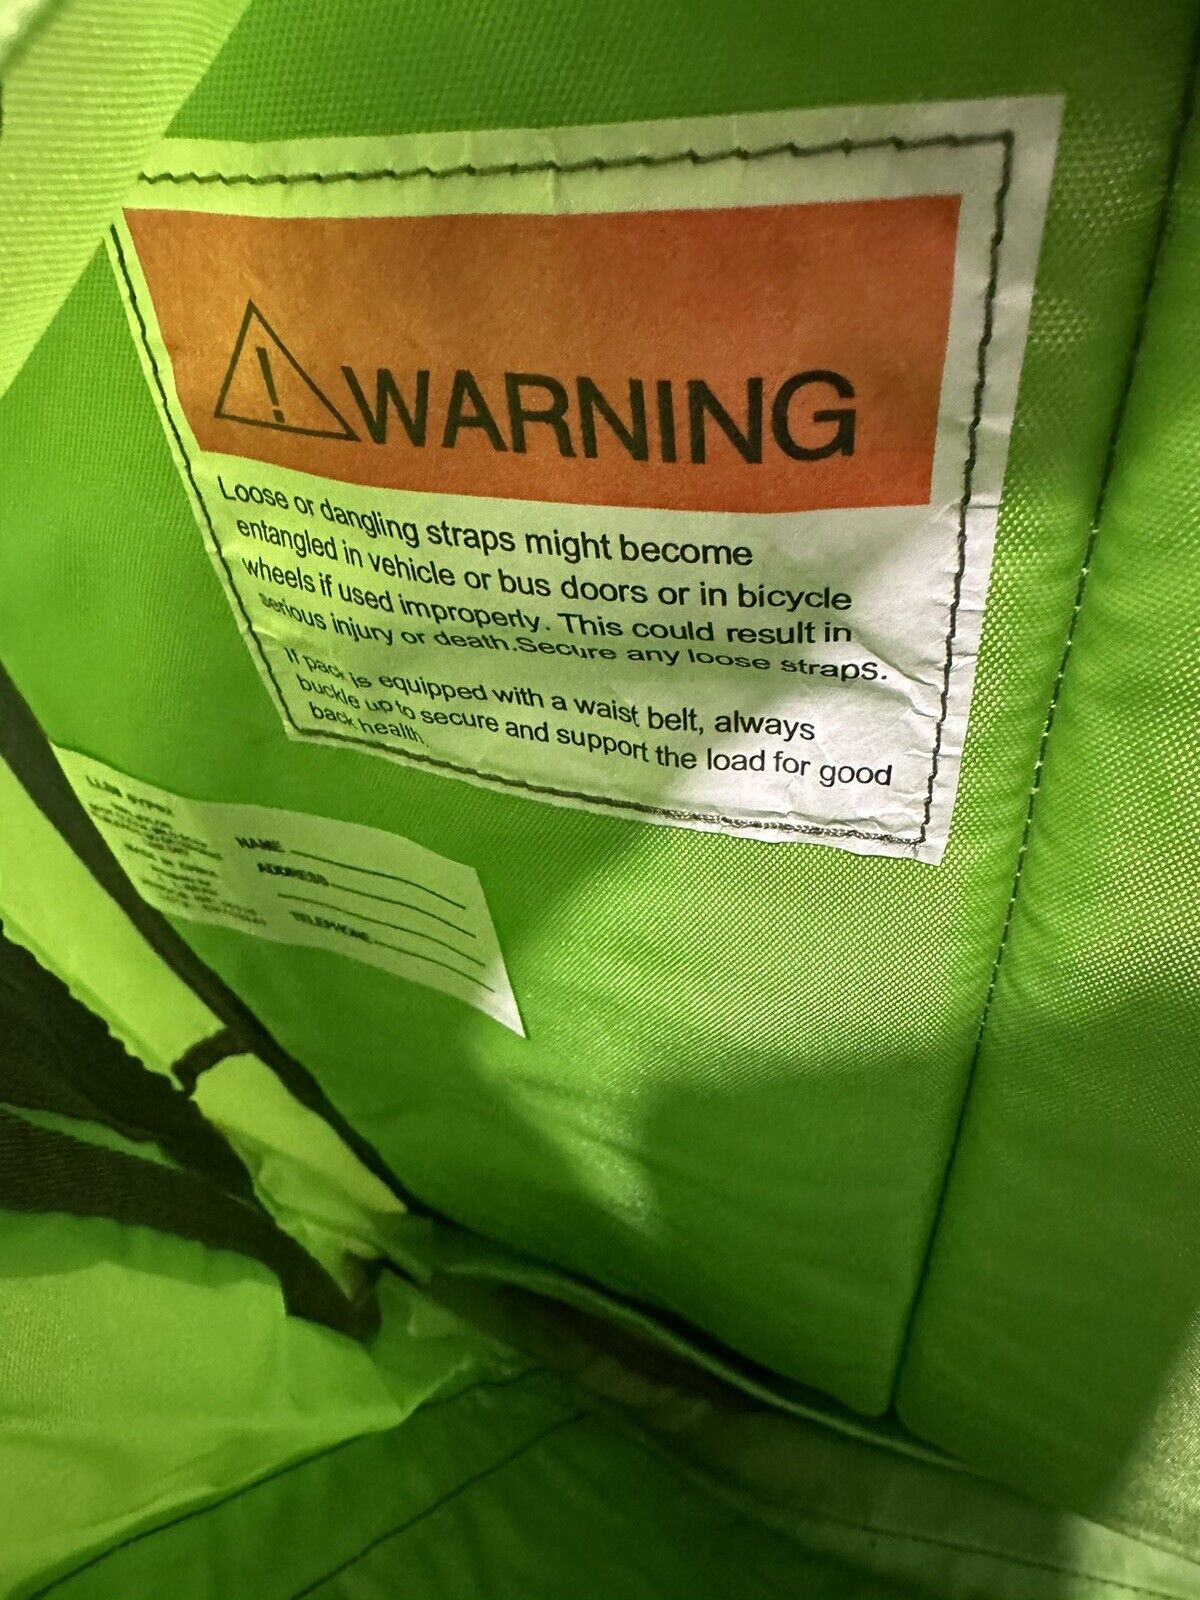 WARNING
Loose or dangling straps might become
entangled in vehicle or bus doors or in bicycle
wheels if used improperly. This could result in
serious injury or death.Secure any loose straps.
If pack is equipped with a waist belt, always
buckle up to secure and support the load for good
back health.
NAME
ADDRESS
TELEPHONE